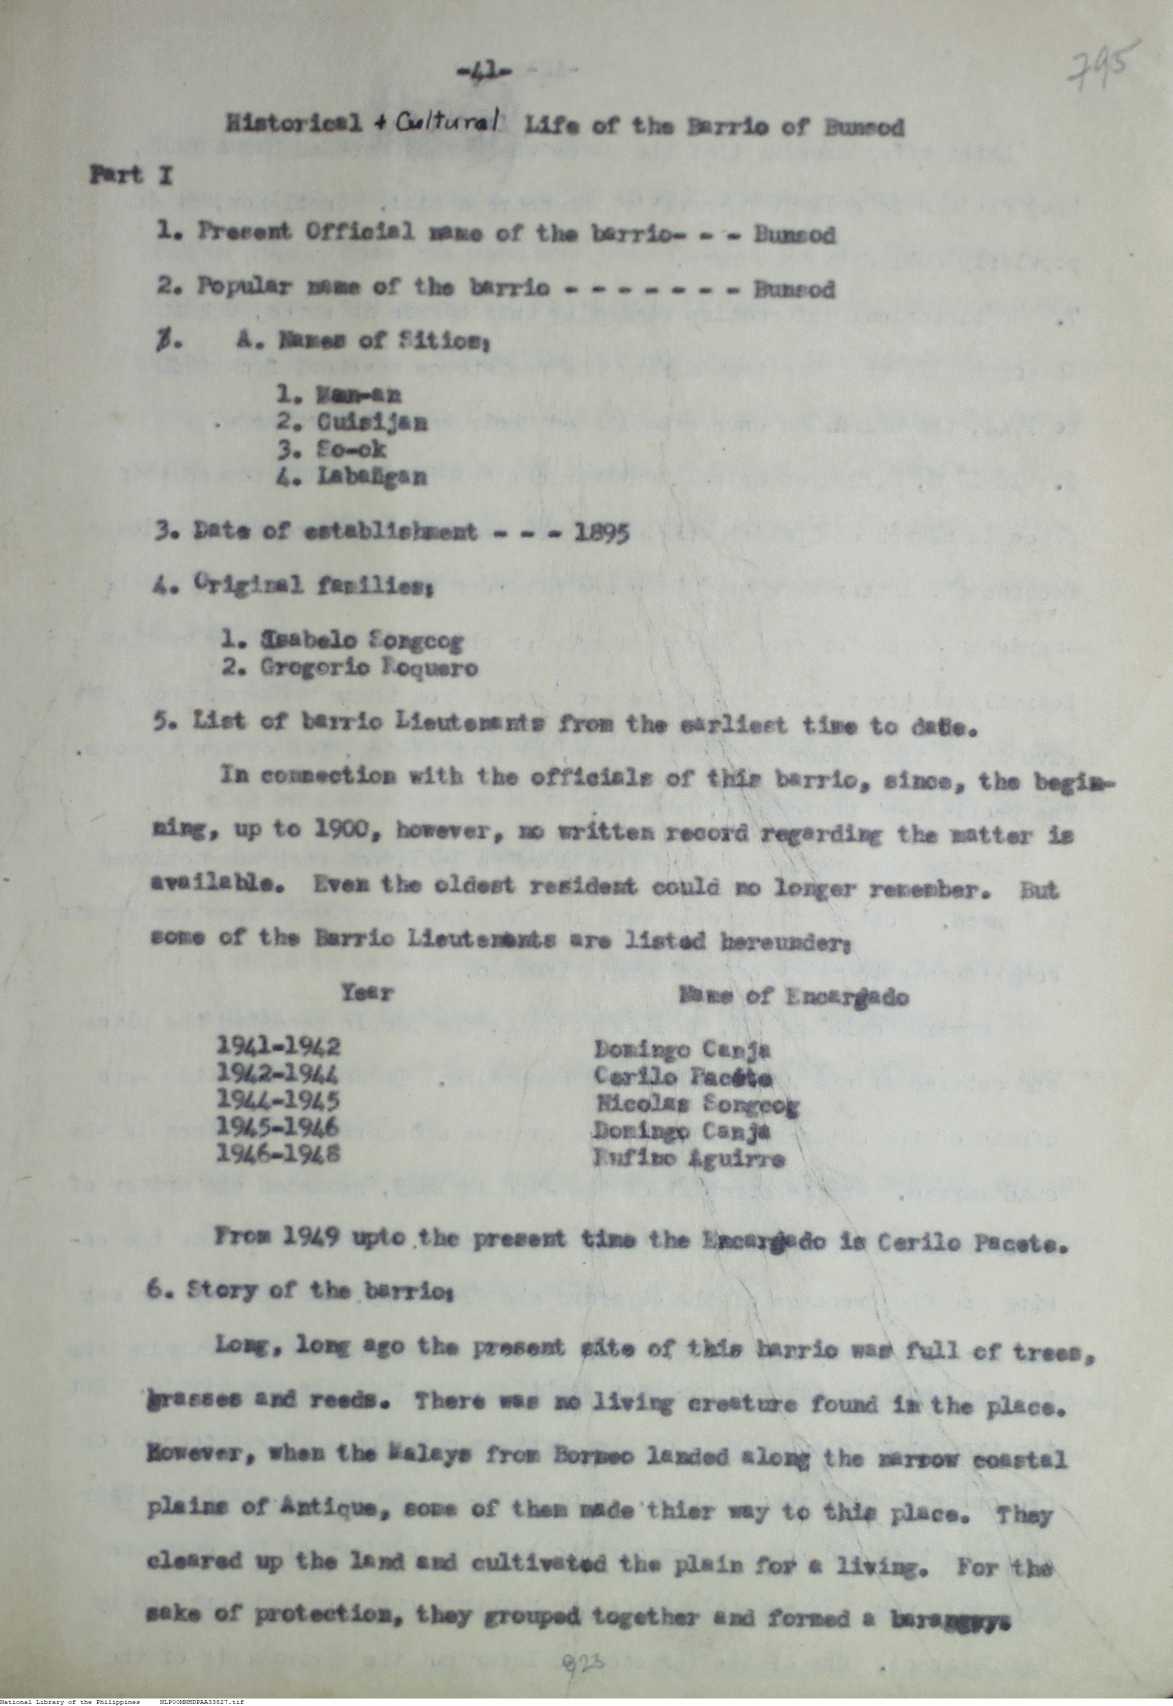 -41-
795
Historical + Cultural Life of the Barrio of Bunsod
Part I
1. Present Official name of the barrio- - - Bunsod
2. Popular name of the barrio - - - - - - - Bunsod
3. A. Names of Sitios;
1. Man-an
2. Guisijan
3. So-ok
4. Labañgan
3. Date of establishment - - - 1895
4. Original families;
1. Isabelo Songcog
2. Gregorio Roquero
5. List of barrio Lieutenants from the earliest time to date.
In connection with the officials of this barrio, since, the begin-
ning, up to 1900, however, no written record regarding the matter is
available. Even the oldest resident could no longer remember. But
some of the Barrio Lieutenants are listed hereunder;
Year Name of Encargado
1941-1942 Domingo Canja
1942-1944 Cerilo Pacete
1944-1945 Nicolas Songcog
1945-1946 Domingo Canja
1946-1948 Rufino Aguirre
From 1949 upto the present time the Encargado is Cerilo Pacete.
6. Story of the barrio;
Long, long ago the present site of this barrio was full of trees,
grasses and reeds. There was no living creature found in the place.
However, when the Malays from Borneo landed along the narrow coastal
plains of Antique, some of them made thier way to this place. They
cleared up the land and cultivated the plain for a living. For the
sake of protection, they grouped together and formed a
823
National Library of the Philippines